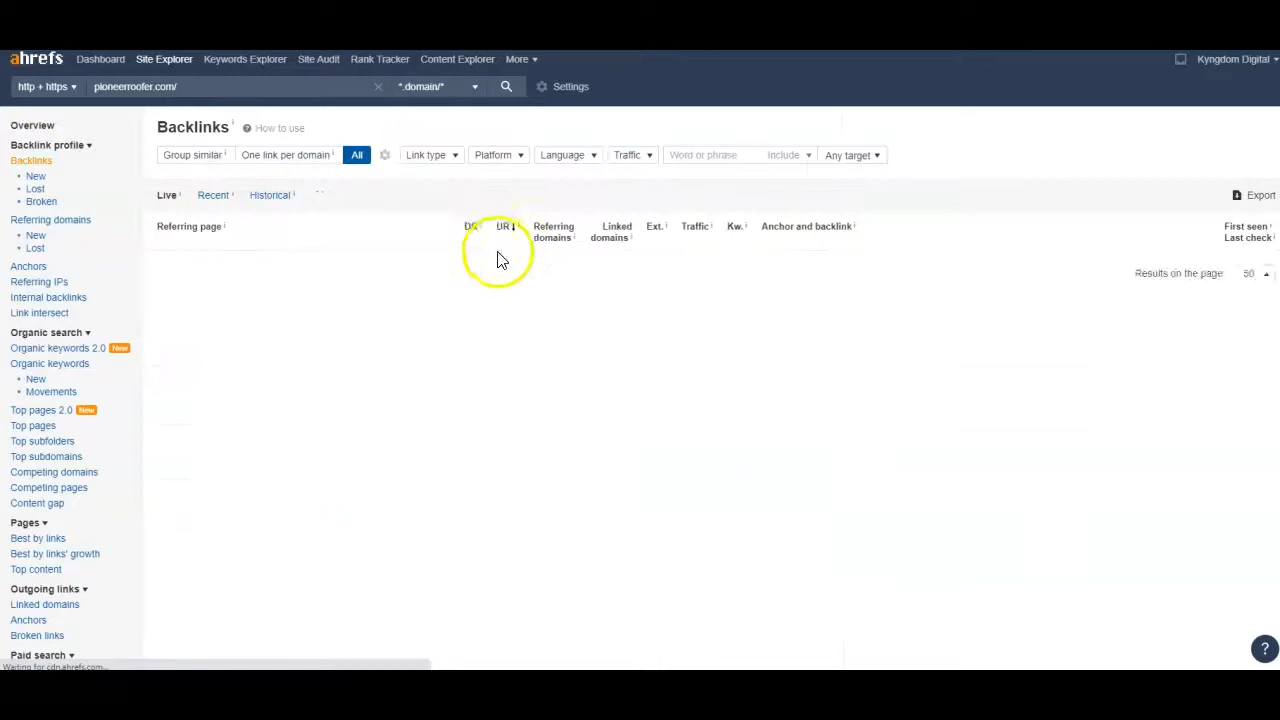 ahrefs Dashboard Site Explorer Keywords Explorer Site Audit Rank Tracker Content Explorer More Kyngdom Digital
http + https pioneerroofer.com/ *.domain/* Settings
Overview
Backlink profile
Backlinks
New
Lost
Broken
Referring domains
New
Lost
Anchors
Referring IPs
Internal backlinks
Link intersect
Organic search
Organic keywords 2.0 New
Organic keywords
New
Movements
Top pages 2.0 New
Top pages
Top subfolders
Top subdomains
Competing domains
Competing pages
Content gap
Pages
Best by links
Best by links' growth
Top content
Outgoing links
Linked domains
Anchors
Broken links
Paid search
Waiting for cdn.ahrefs.com...
Backlinks i ? How to use
Group similar i One link per domain i All Link type Platform Language Traffic Word or phrase Include Any target
Live i Recent i Historical i Export
Referring page i DR i UR Referring domains i Linked domains i Ext. i Traffic i Kw. i Anchor and backlink i First seen Last check i
Results on the page: 50
?